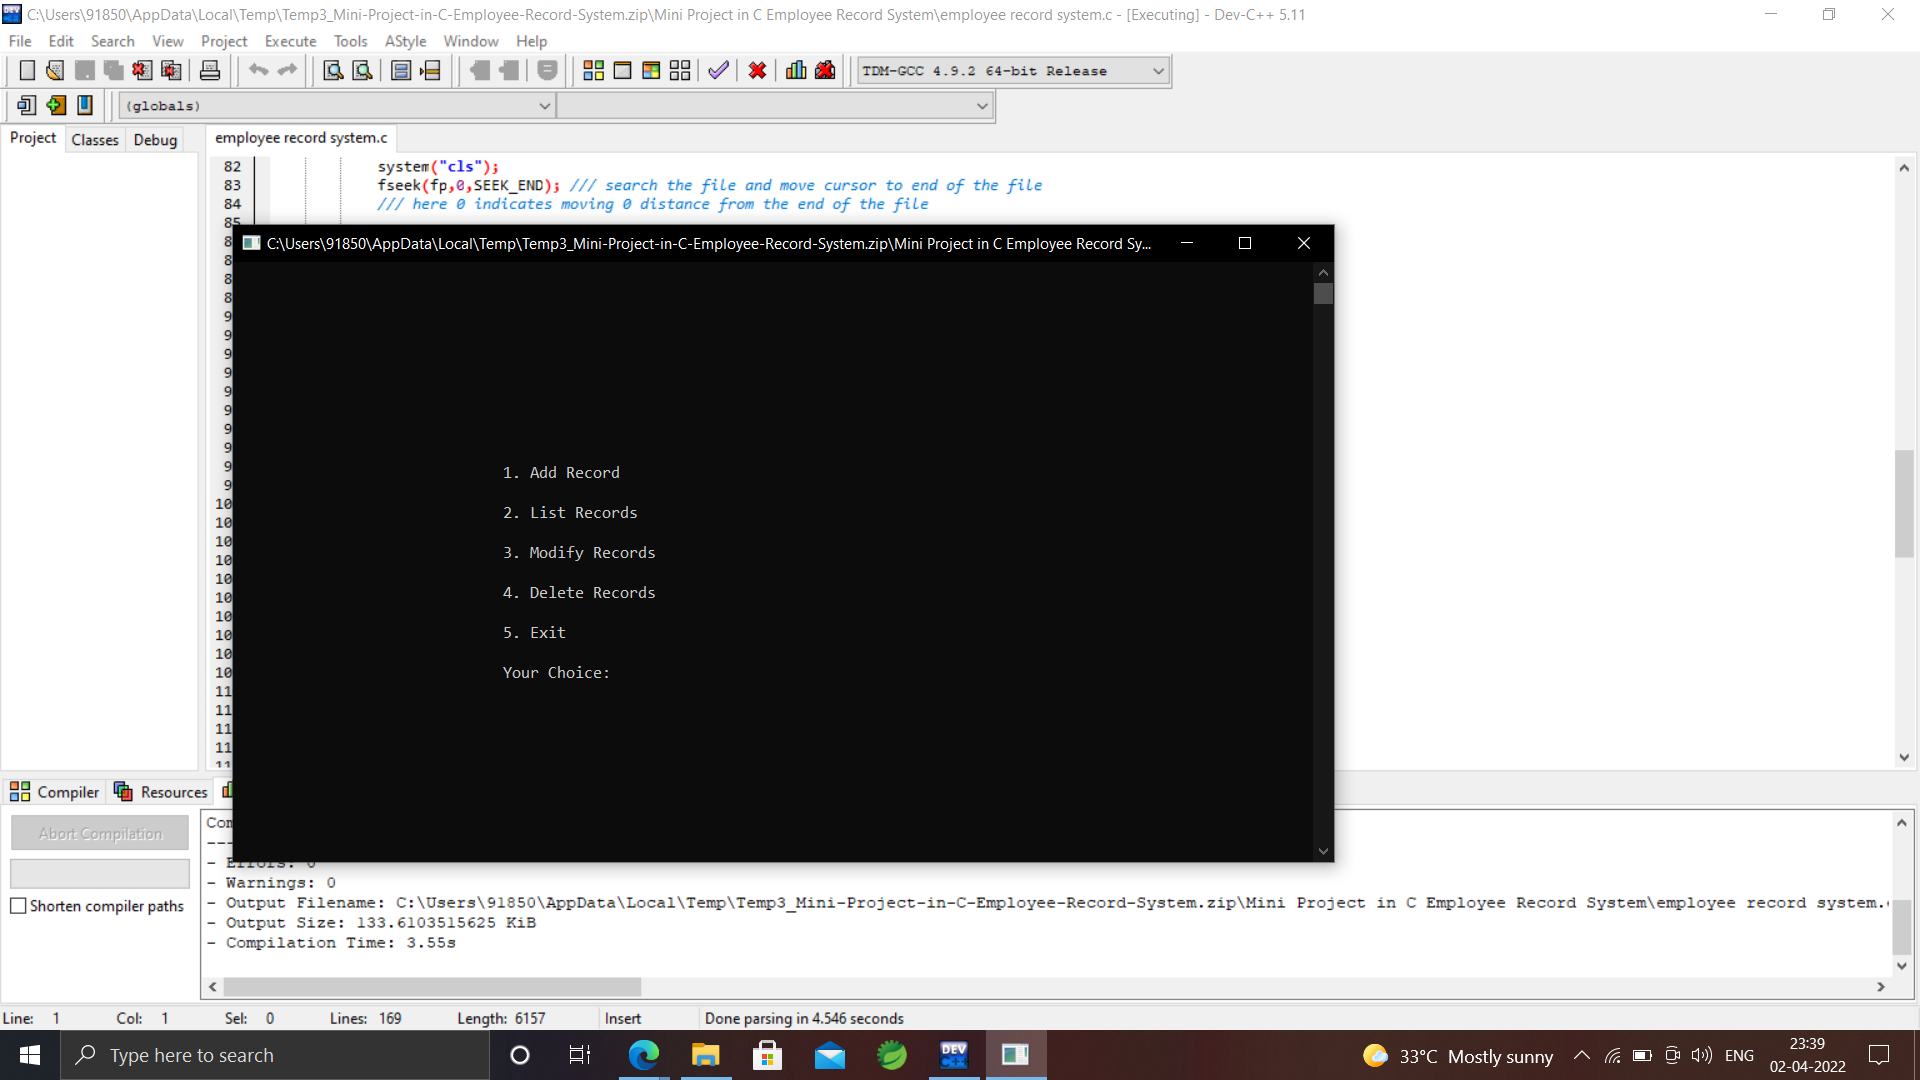 C:\Users\91850\AppData\Local\Temp\Temp3_Mini-Project-in-C-Employee-Record-System.zip\Mini Project in C Employee Record System\employee record system.c - [Executing] - Dev-C++ 5.11
File Edit Search View Project Execute Tools AStyle Window Help
TDM-GCC 4.9.2 64-bit Release
(globals)
Project Classes Debug
employee record system.c
82 system("cls");
83 fseek(fp,0,SEEK_END); /// search the file and move cursor to end of the file
84 /// here 0 indicates moving 0 distance from the end of the file
85
C:\Users\91850\AppData\Local\Temp\Temp3_Mini-Project-in-C-Employee-Record-System.zip\Mini Project in C Employee Record Sy...
1. Add Record
2. List Records
3. Modify Records
4. Delete Records
5. Exit
Your Choice:
Compiler Resources
Abort Compilation
Shorten compiler paths
- Errors: 0
- Warnings: 0
- Output Filename: C:\Users\91850\AppData\Local\Temp\Temp3_Mini-Project-in-C-Employee-Record-System.zip\Mini Project in C Employee Record System\employee record system.
- Output Size: 133.6103515625 KiB
- Compilation Time: 3.55s
Line: 1 Col: 1 Sel: 0 Lines: 169 Length: 6157 Insert Done parsing in 4.546 seconds
Type here to search
DEV
33°C Mostly sunny
ENG
23:39
02-04-2022